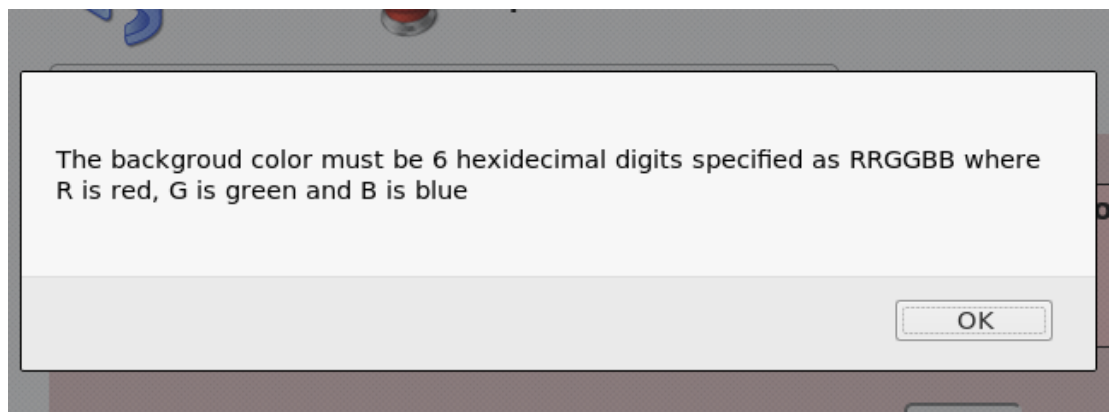 The backgroud color must be 6 hexidecimal digits specified as RRGGBB where
R is red, G is green and B is blue
OK